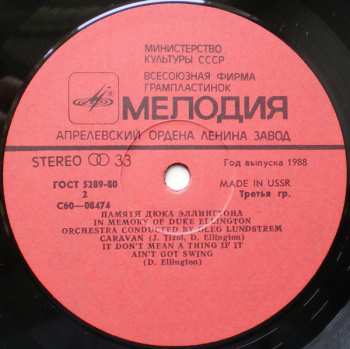 МИНИСТЕРСТВО
КУЛЬТУРЫ СССР
ВСЕСОЮЗНАЯ ФИРМА
ГРАМПЛАСТИНОК
МЕЛОДИЯ
АПРЕЛЕВСКИЙ ОРДЕНА ЛЕНИНА ЗАВОД
STEREO 33
Год выпуска 1988
ГОСТ 5289-80
MADE IN USSR
2
Третья гр.
С60—08474
ПАМЯТИ ДЮКА ЭЛЛИНГТОНА
IN MEMORY OF DUKE ELLINGTON
ORCHESTRA CONDUCTED BY OLEG LUNDSTREM
CARAVAN (J. Tizol, D. Ellington)
IT DON'T MEAN A THING IF IT
AIN'T GOT SWING
(D. Ellington)